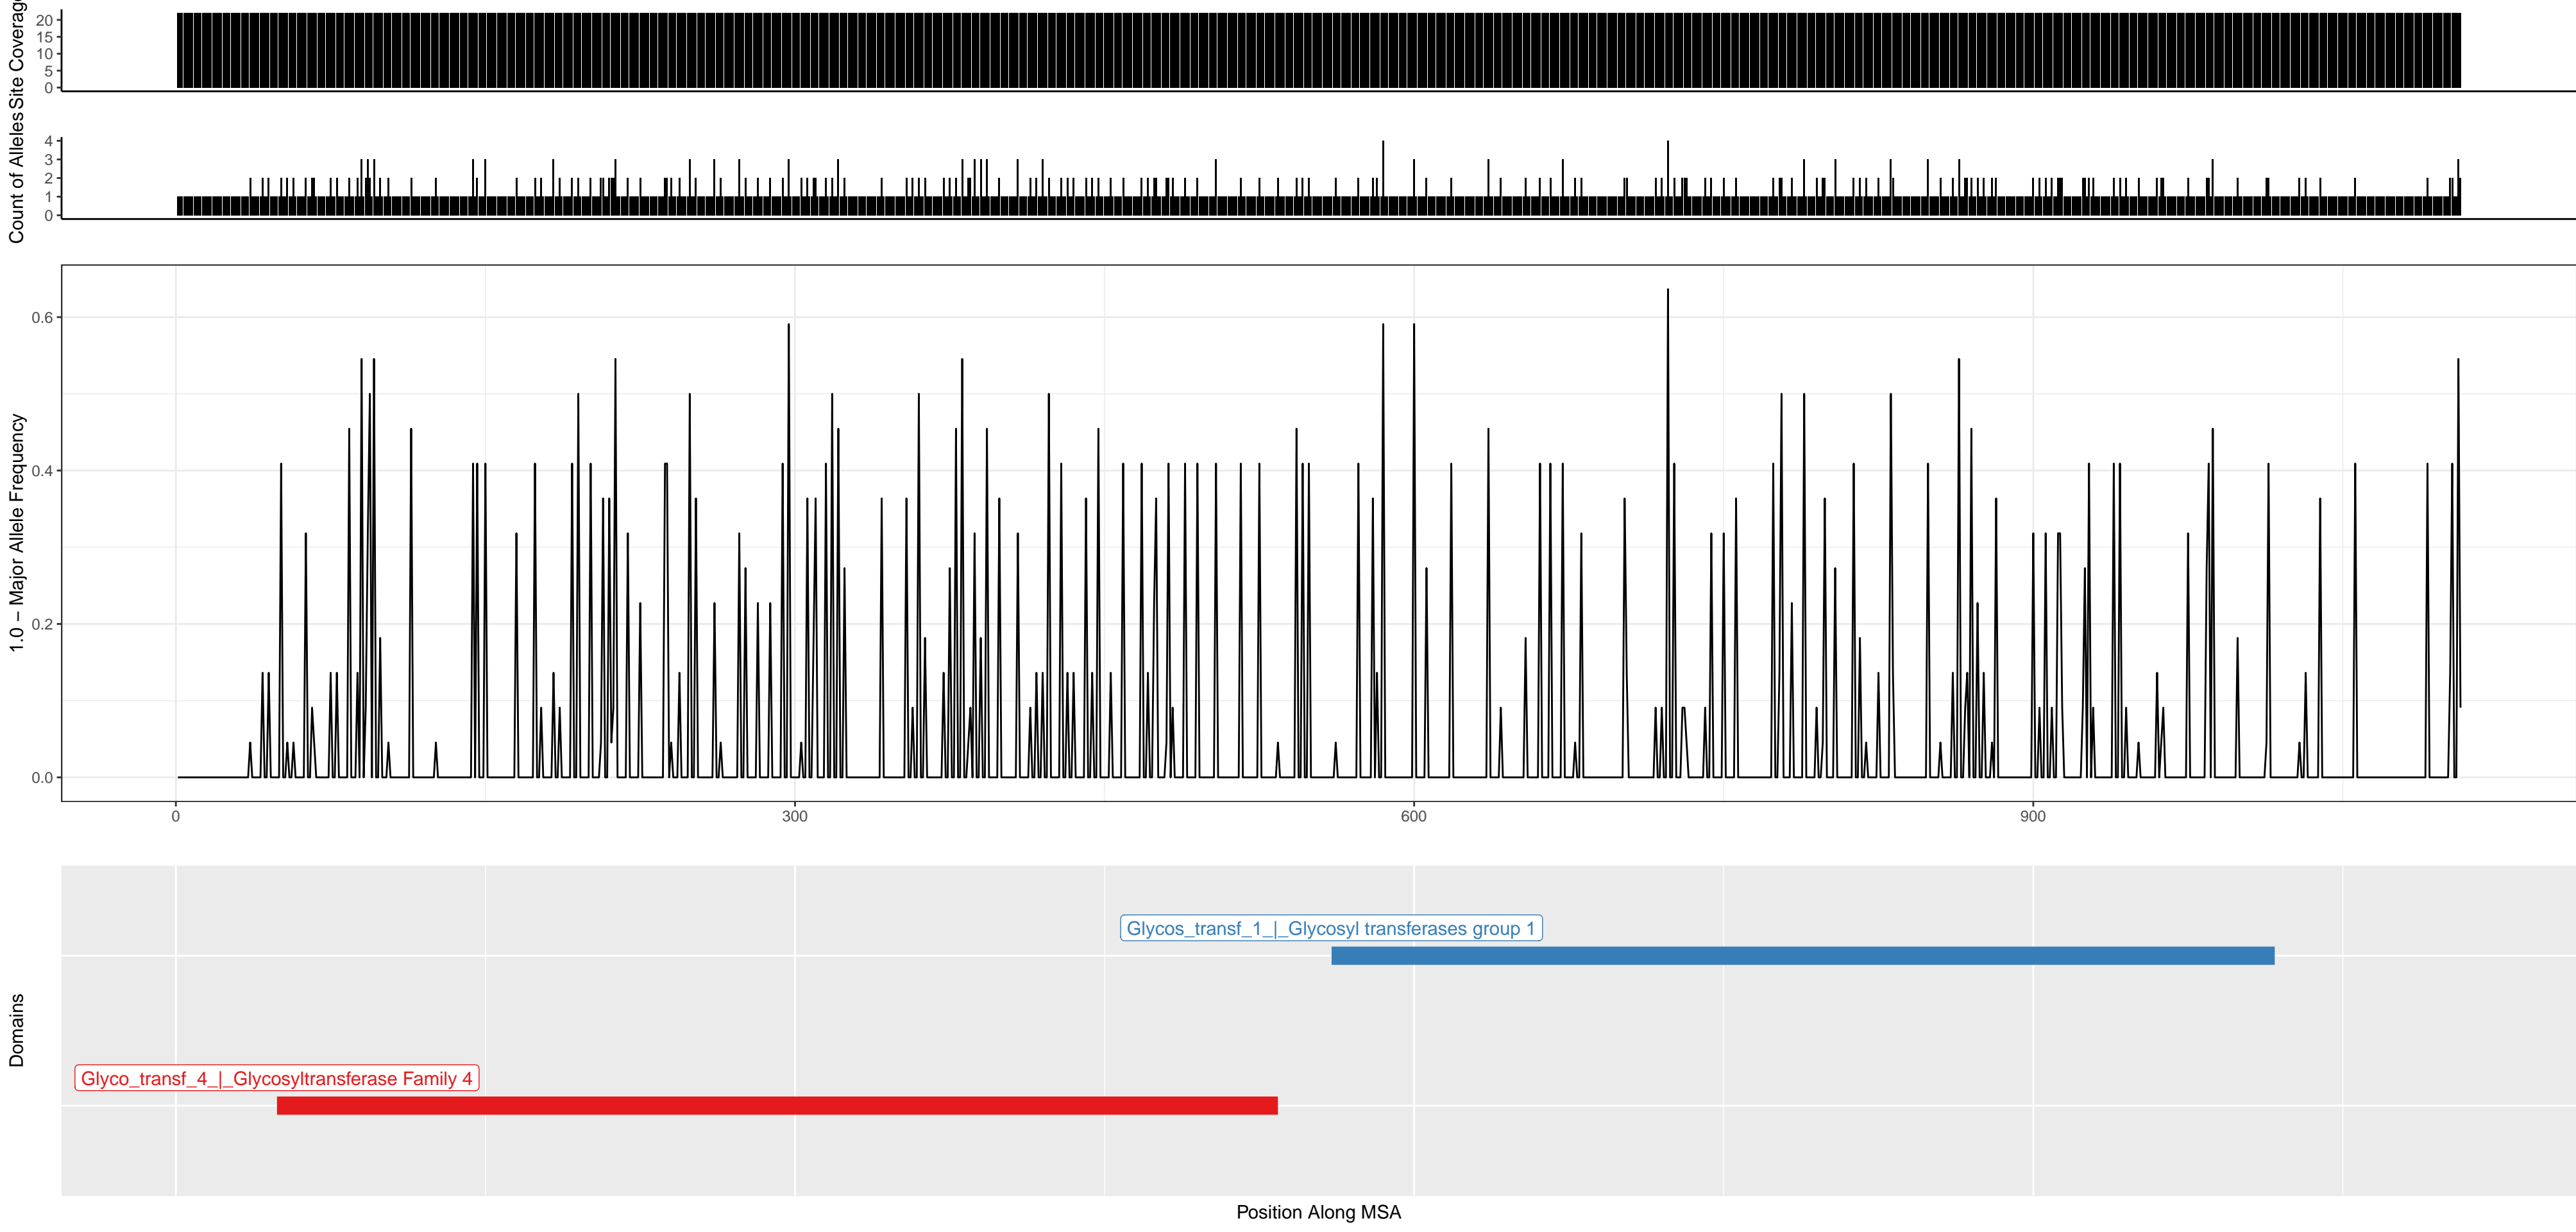 Site Coverage
20
15
10
5
0
Count of Alleles
4
3
2
1
0
1.0 − Major Allele Frequency
0.6
0.4
0.2
0.0
0
300
600
900
Domains
Glycos_transf_1_|_Glycosyl transferases group 1
Glyco_transf_4_|_Glycosyltransferase Family 4
Position Along MSA